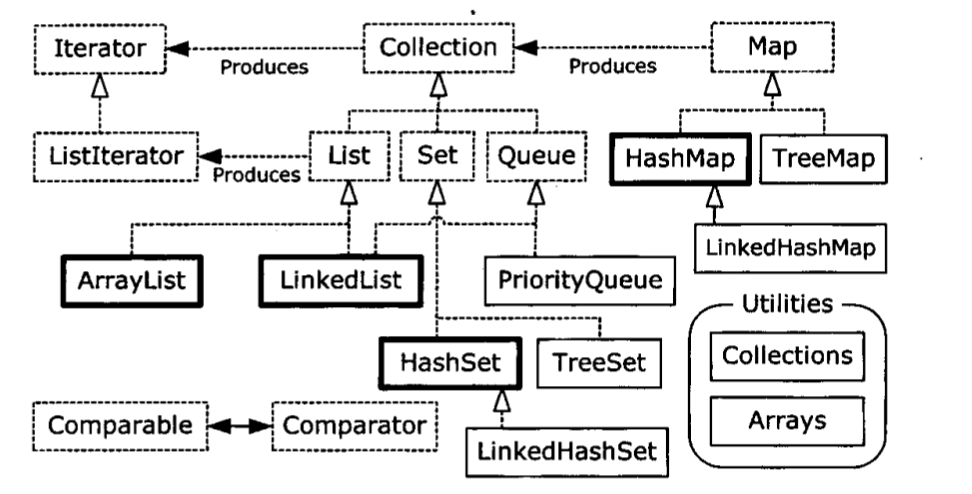 Iterator
Collection
Map
Produces
Produces
ListIterator
List
Set
Queue
HashMap
TreeMap
Produces
LinkedHashMap
ArrayList
LinkedList
PriorityQueue
Utilities
Collections
HashSet
TreeSet
Comparable
Comparator
Arrays
LinkedHashSet